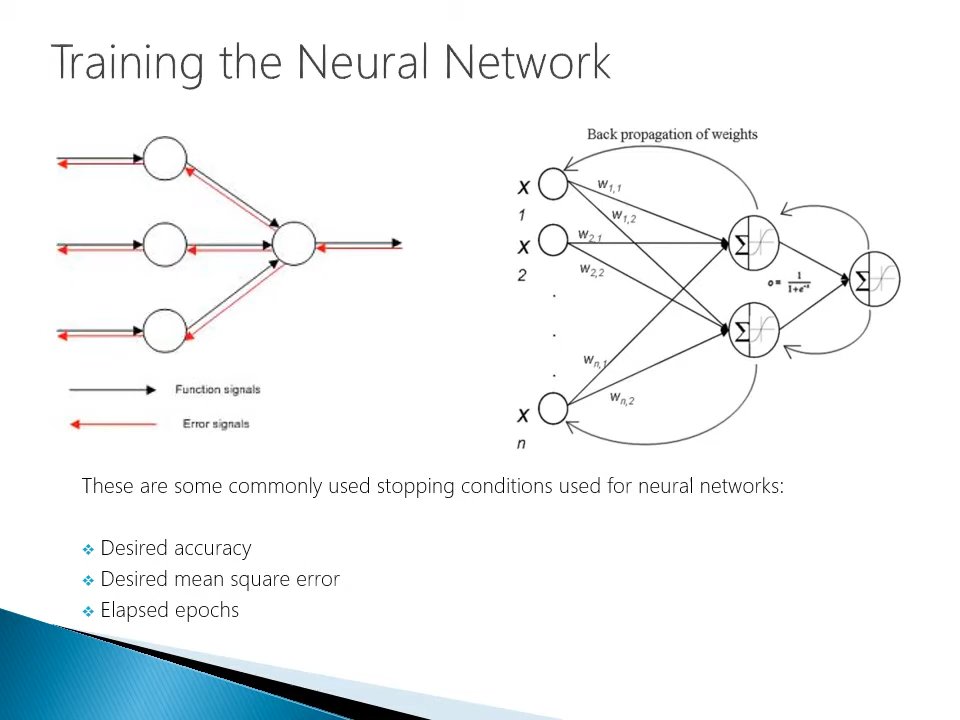 Training the Neural Network
Function signals
Error signals
Back propagation of weights
X
1
X
2
.
.
.
X
n
w1,1
w1,2
w2,1
w2,2
wn,1
wn,2
Σ
Σ
Σ
o = 1/1+e^-x
These are some commonly used stopping conditions used for neural networks:
❖ Desired accuracy
❖ Desired mean square error
❖ Elapsed epochs